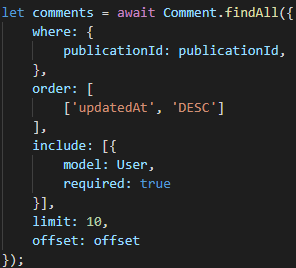 let comments = await Comment.findAll({
    where: {
        publicationId: publicationId,
    },
    order: [
        ['updatedAt', 'DESC']
    ],
    include: [{
        model: User,
        required: true
    }],
    limit: 10,
    offset: offset
});